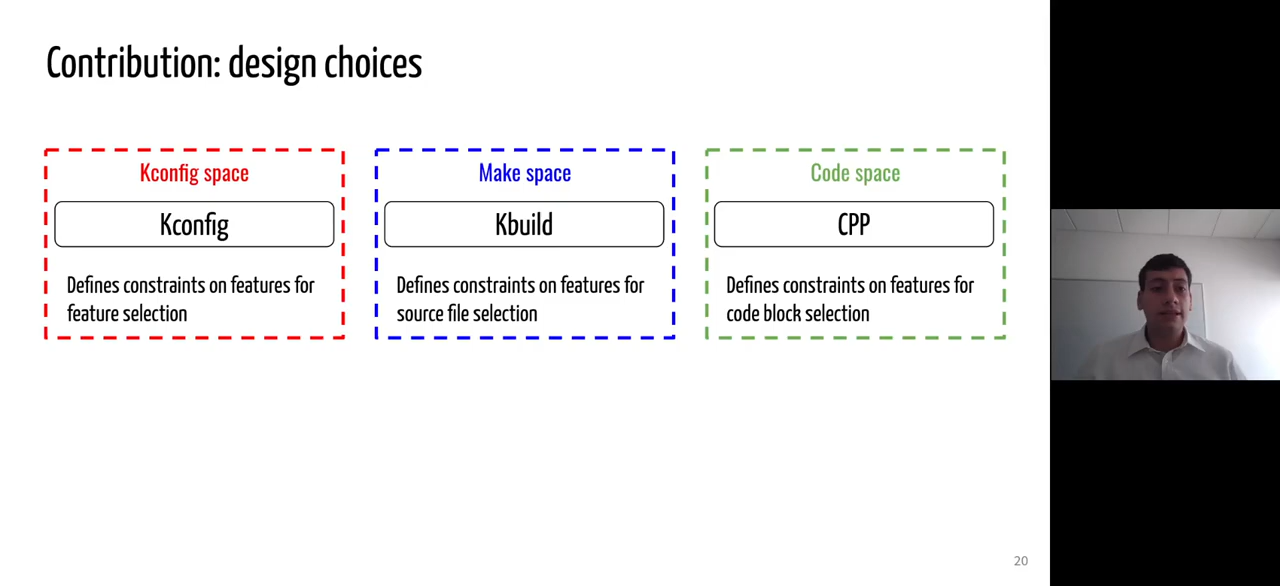 Contribution: design choices
Kconfig space
Kconfig
Defines constraints on features for
feature selection
Make space
Kbuild
Defines constraints on features for
source file selection
Code space
CPP
Defines constraints on features for
code block selection
20